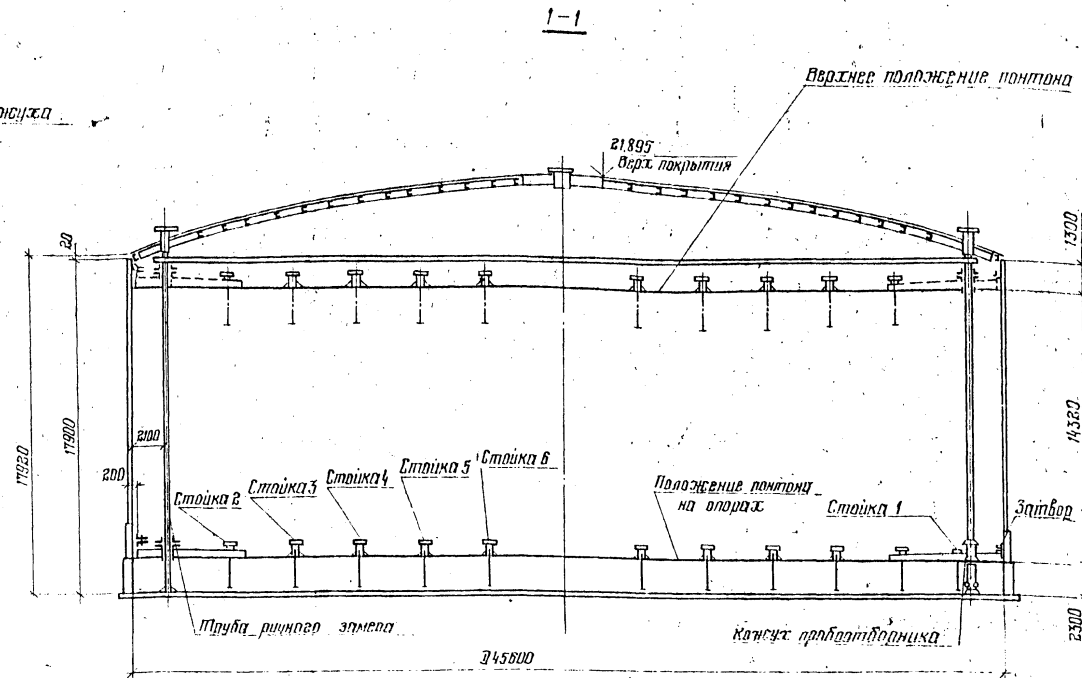 1-1
Верхнее положение понтона
ожуха
21.895
Верх покрытия
20
1300
17920
17900
2100
200
14320
Стойка 2
Стойка 3
Стойка 4
Стойка 5
Стойка 6
Положение понтона
на опорах
Стойка 1
Затвор
Труба ручного замера
Кожух пробоотборника
2300
Д45600